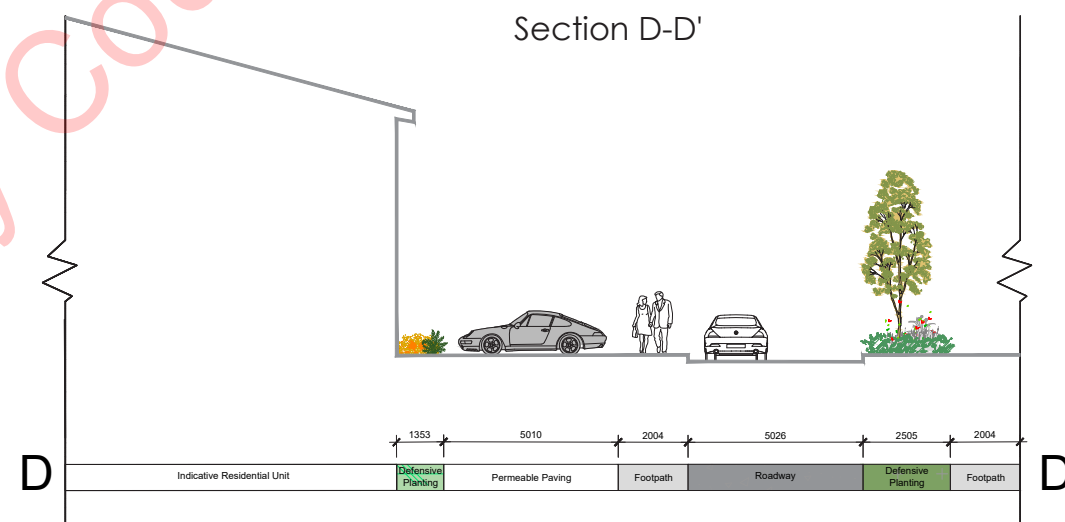 Section D-D'
1353
5010
2004
5026
2505
2004
D
Indicative Residential Unit
Defensive
Planting
Permeable Paving
Footpath
Roadway
Defensive
Planting
Footpath
D